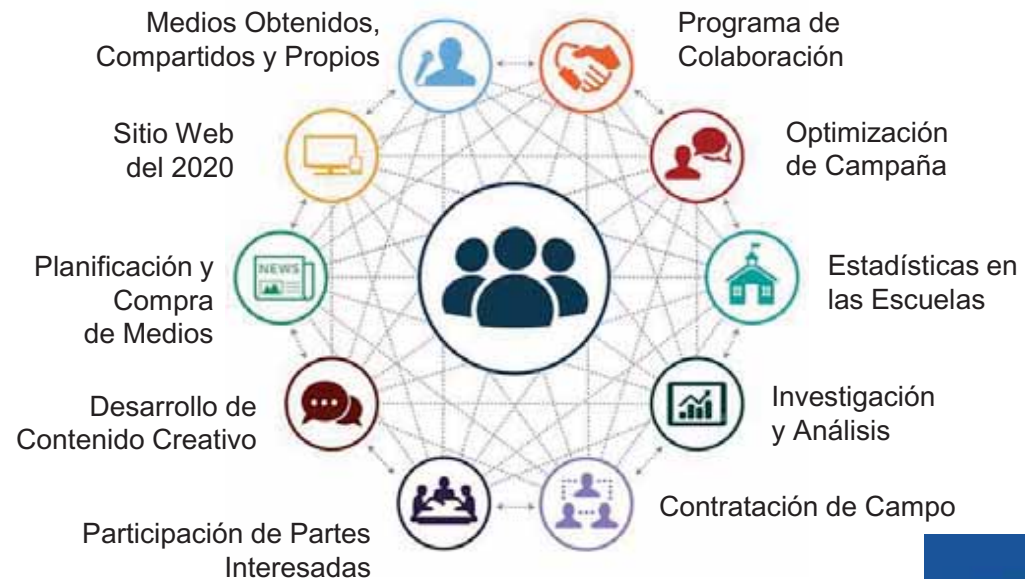 Medios Obtenidos,
Compartidos y Propios
Programa de
Colaboración
Sitio Web
del 2020
Optimización
de Campaña
NEWS
Planificación y
Compra
de Medios
Estadísticas en
las Escuelas
Desarrollo de
Contenido Creativo
Investigación
y Análisis
Participación de Partes
Interesadas
Contratación de Campo